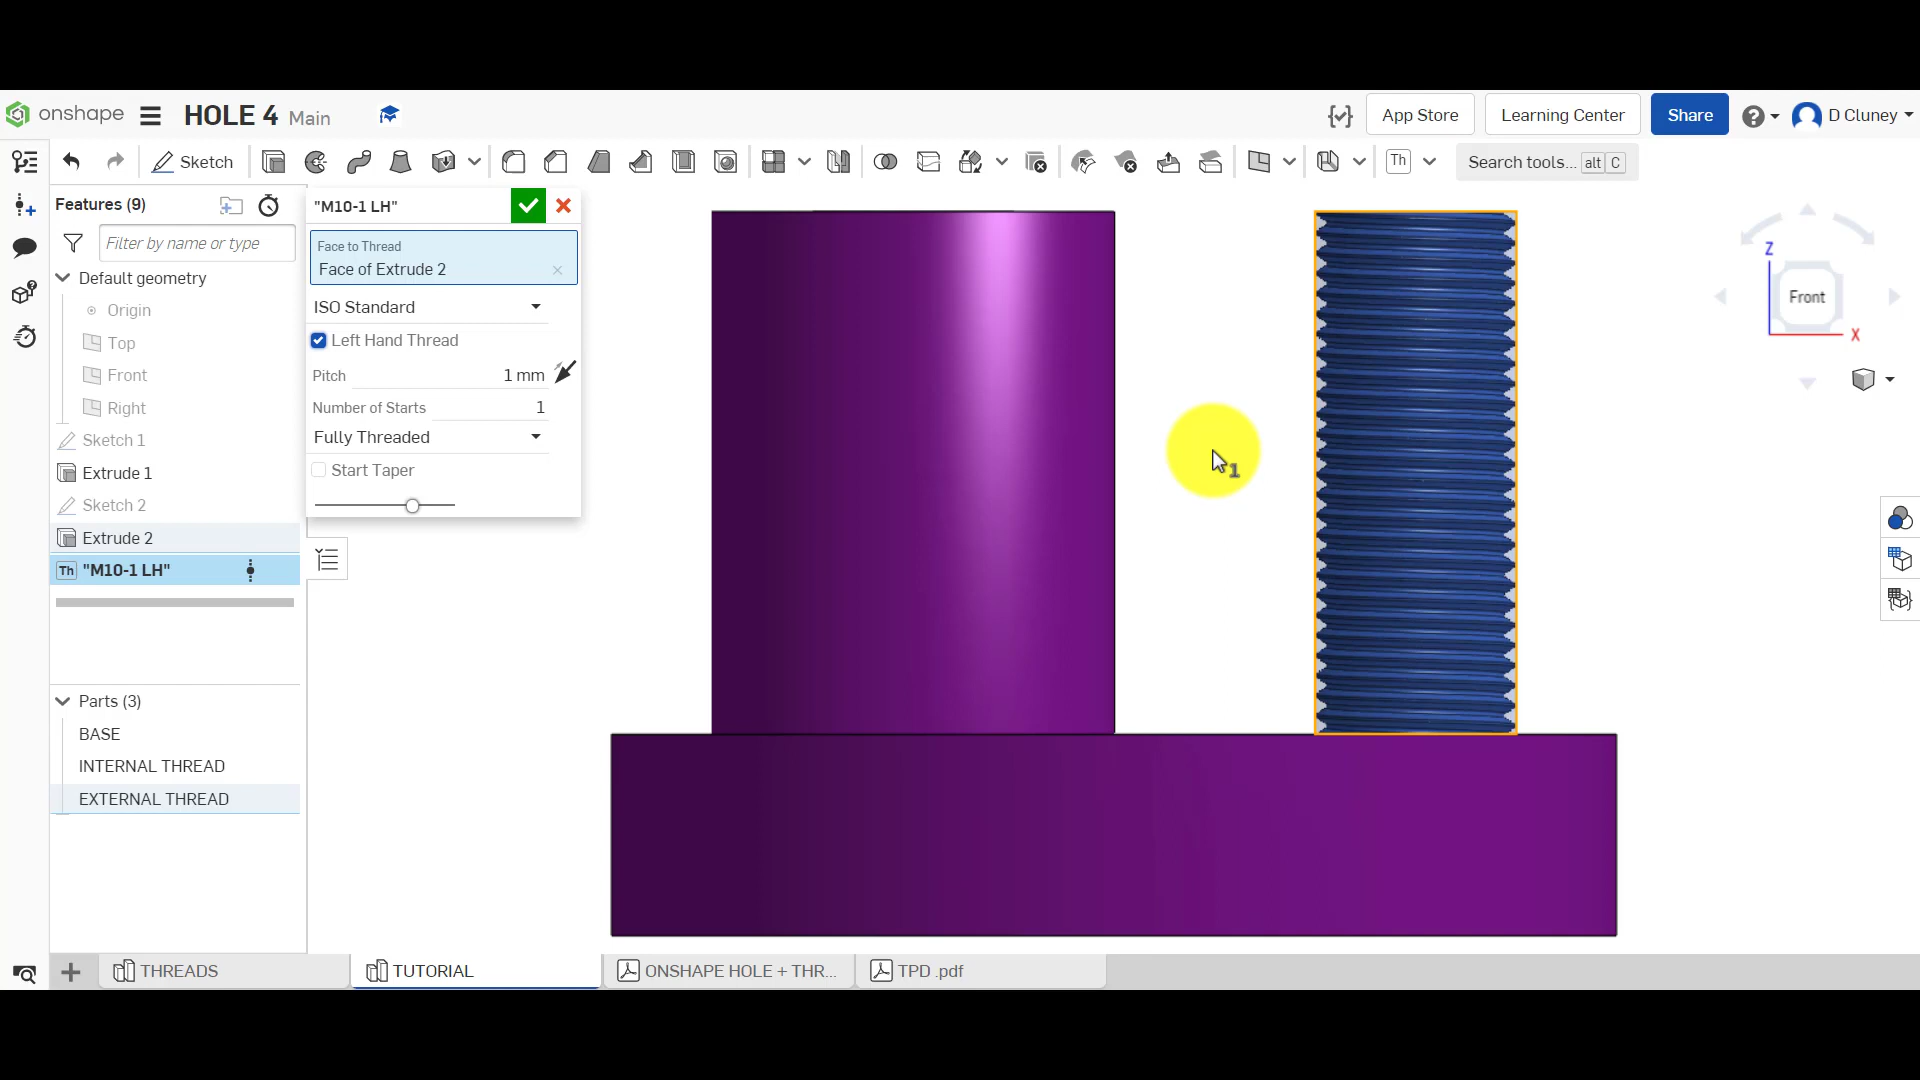 onshape HOLE 4 Main App Store Learning Center Share D Cluney
Sketch Th Search tools... alt C
Features (9)
Filter by name or type
Default geometry
Origin
Top
Front
Right
Sketch 1
Extrude 1
Sketch 2
Extrude 2
Th "M10-1 LH"
Parts (3)
BASE
INTERNAL THREAD
EXTERNAL THREAD
"M10-1 LH"
Face to Thread
Face of Extrude 2
ISO Standard
Left Hand Thread
Pitch 1 mm
Number of Starts 1
Fully Threaded
Start Taper
1
Z
Front
X
THREADS TUTORIAL ONSHAPE HOLE + THR... TPD .pdf